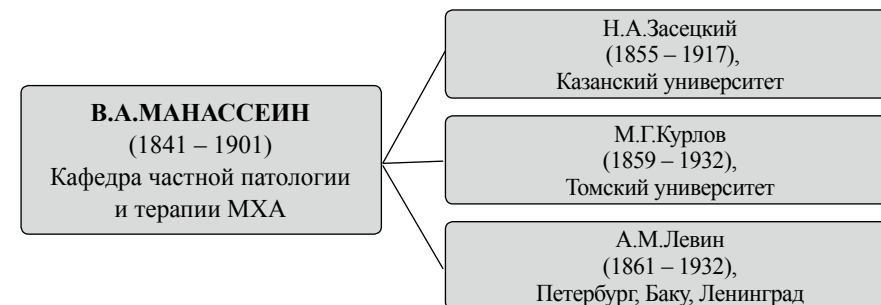 В.А.МАНАССЕИН
(1841 – 1901)
Кафедра частной патологии
и терапии МХА
Н.А.Засецкий
(1855 – 1917),
Казанский университет
М.Г.Курлов
(1859 – 1932),
Томский университет
А.М.Левин
(1861 – 1932),
Петербург, Баку, Ленинград